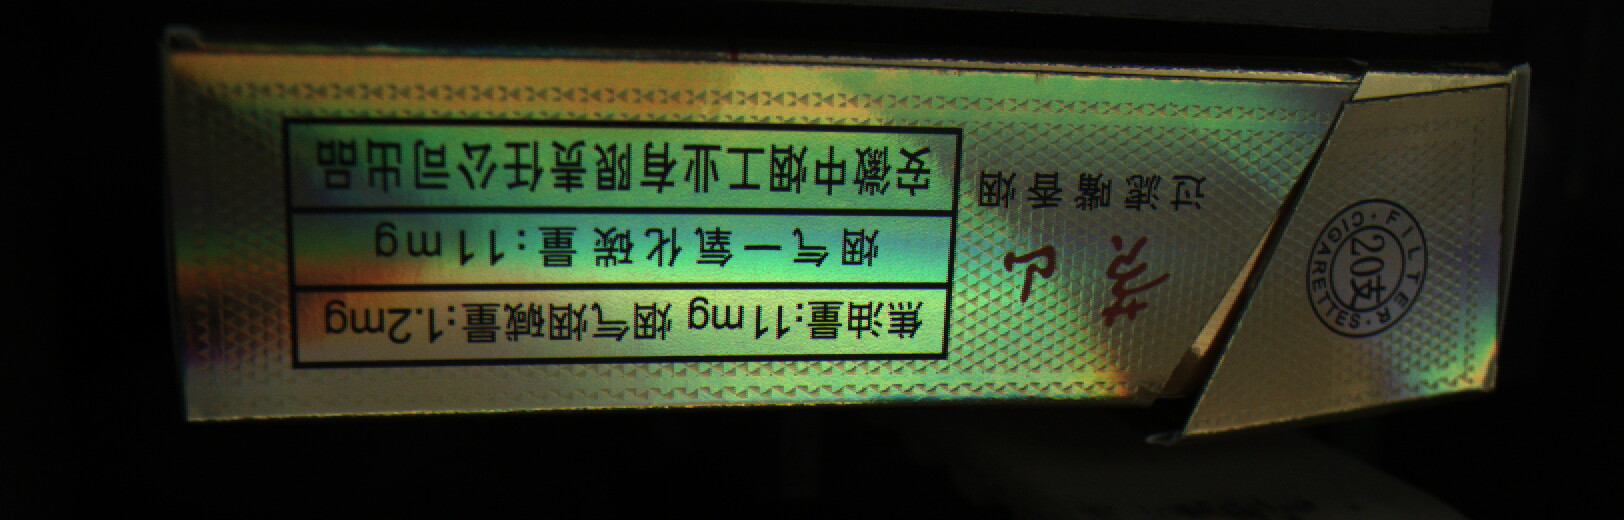 FILTER·CIGARETTES·
20支
黄山
过滤嘴香烟
焦油量:11mg 烟气烟碱量:1.2mg
烟气一氧化碳量:11mg
安徽中烟工业有限责任公司出品